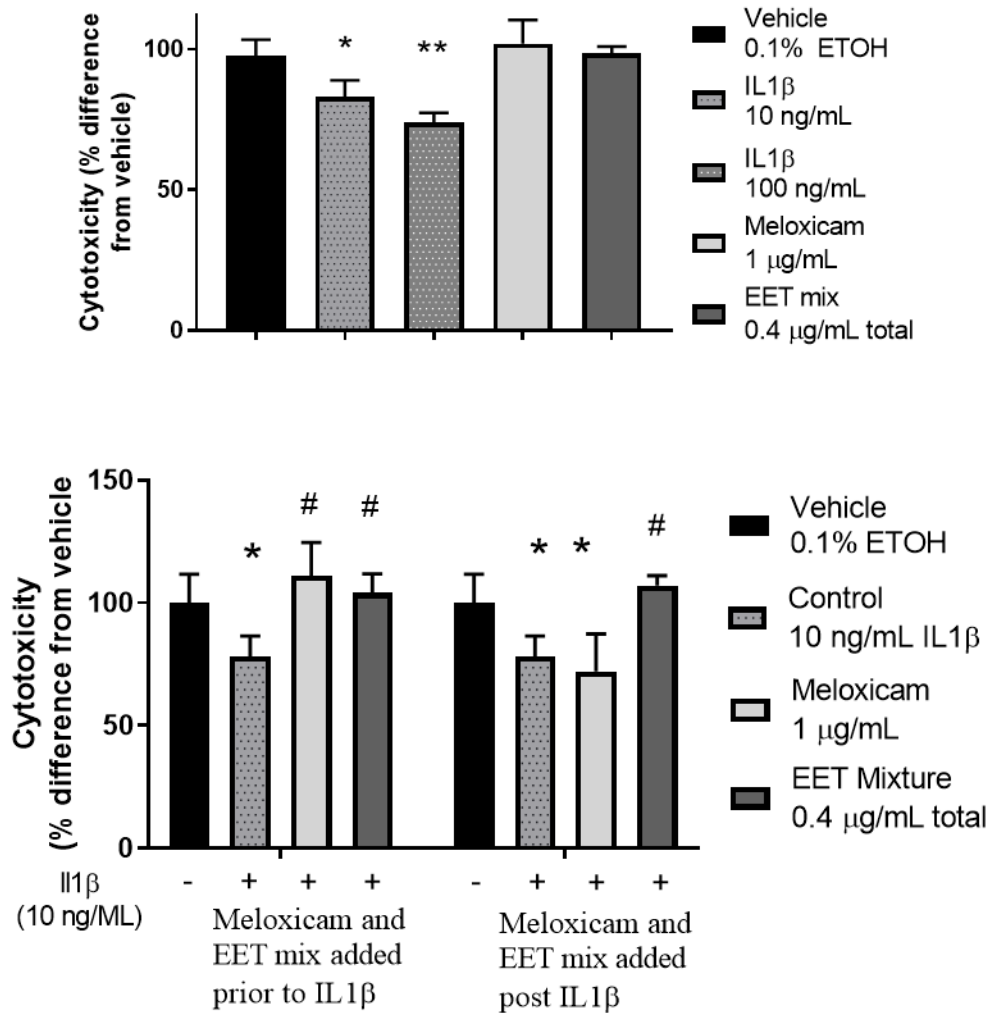 Cytotoxicity (% difference
from vehicle)
100
50
0
*
**
Vehicle
0.1% ETOH
IL1β
10 ng/mL
IL1β
100 ng/mL
Meloxicam
1 μg/mL
EET mix
0.4 μg/mL total
Cytotoxicity
(% difference from vehicle
150
100
50
0
* # # * * #
Vehicle
0.1% ETOH
Control
10 ng/mL IL1β
Meloxicam
1 μg/mL
EET Mixture
0.4 μg/mL total
Il1β - + + + - + + +
(10 ng/ML)
Meloxicam and
EET mix added
prior to IL1β
Meloxicam and
EET mix added
post IL1β